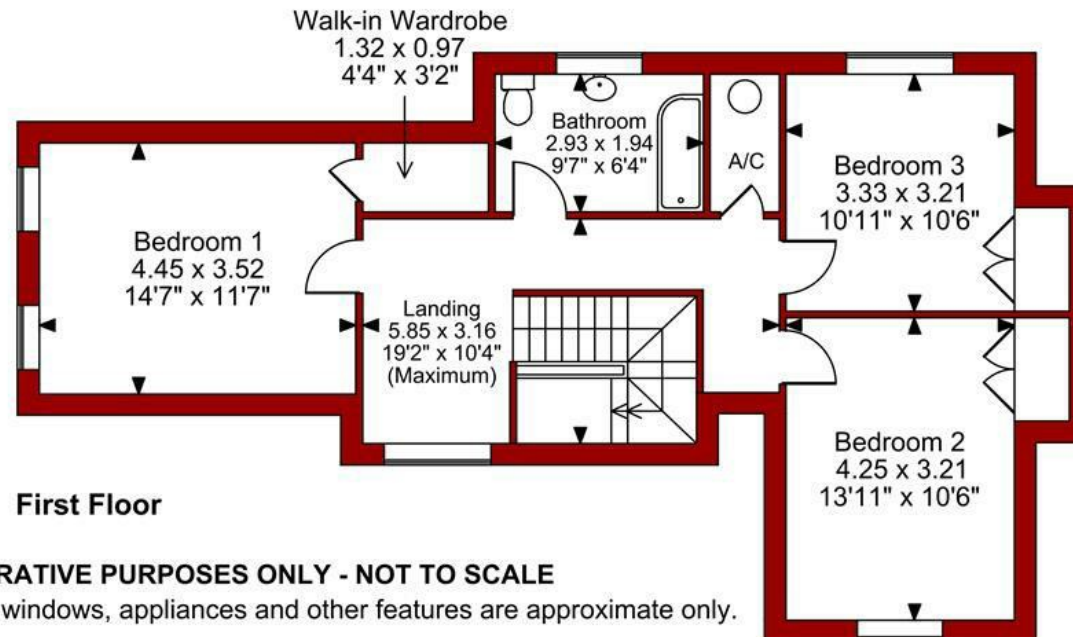 Walk-in Wardrobe
1.32 x 0.97
4'4" x 3'2"
Bathroom
2.93 x 1.94
9'7" x 6'4"
A/C
Bedroom 3
3.33 x 3.21
10'11" x 10'6"
Bedroom 1
4.45 x 3.52
14'7" x 11'7"
Landing
5.85 x 3.16
19'2" x 10'4"
(Maximum)
Bedroom 2
4.25 x 3.21
13'11" x 10'6"
First Floor
RATIVE PURPOSES ONLY - NOT TO SCALE
windows, appliances and other features are approximate only.